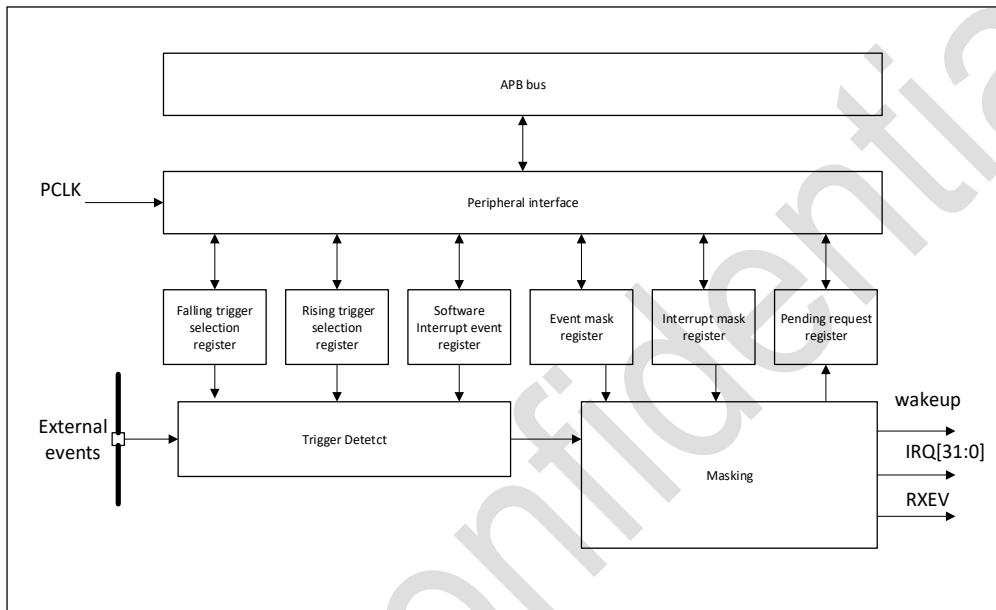 APB bus
PCLK
Peripheral interface
Falling trigger
selection
register
Rising trigger
selection
register
Software
Interrupt event
register
Event mask
register
Interrupt mask
register
Pending request
register
External
events
Trigger Detetct
Masking
wakeup
IRQ[31:0]
RXEV
onfidentia